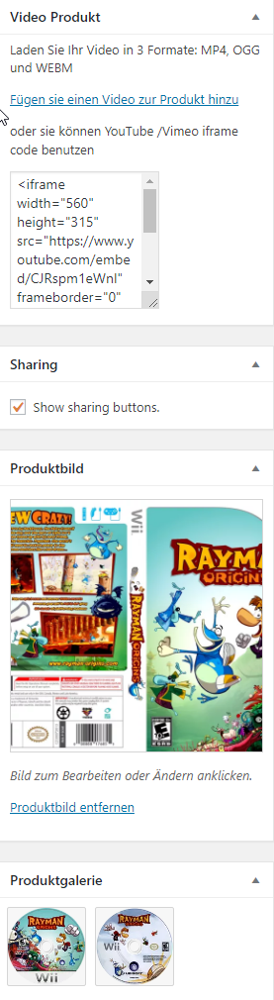 Video Produkt
Laden Sie Ihr Video in 3 Formate: MP4, OGG
und WEBM
Fügen sie einen Video zur Produkt hinzu
oder sie können YouTube /Vimeo iframe
code benutzen
<iframe
width="560"
height="315"
src="https://www.y
outube.com/embe
d/CJRspm1eWnI"
frameborder="0"
Sharing
Show sharing buttons.
Produktbild
EW CRAZY!
Wii
RAYMAN
ORIGINS
RAYMA
ORIGINS
Bild zum Bearbeiten oder Ändern anklicken.
Produktbild entfernen
Produktgalerie
RAYMAN
ORIGINS
Wii
RAYMAN
Wii
UBISOFT